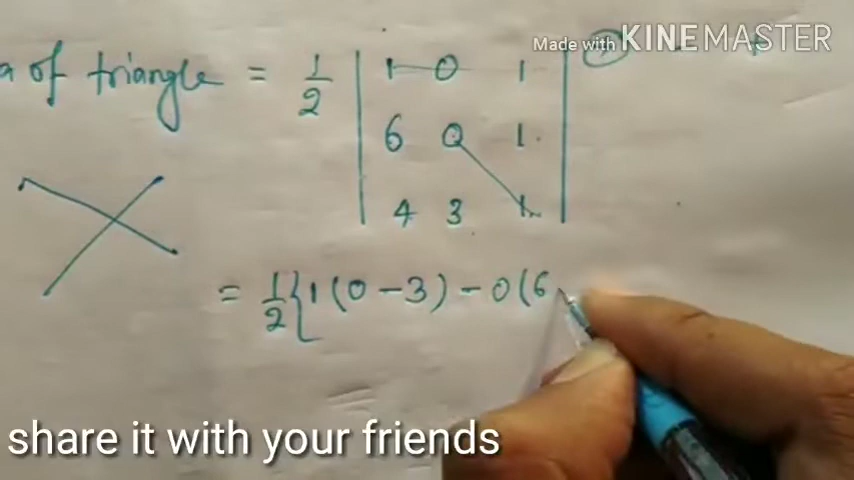 Made with KINEMASTER
a of triangle = 1/2 | 1 0 1 | + - +
6 0 1
4 3 1
= 1/2 { 1 (0 - 3) - 0 (6
share it with your friends